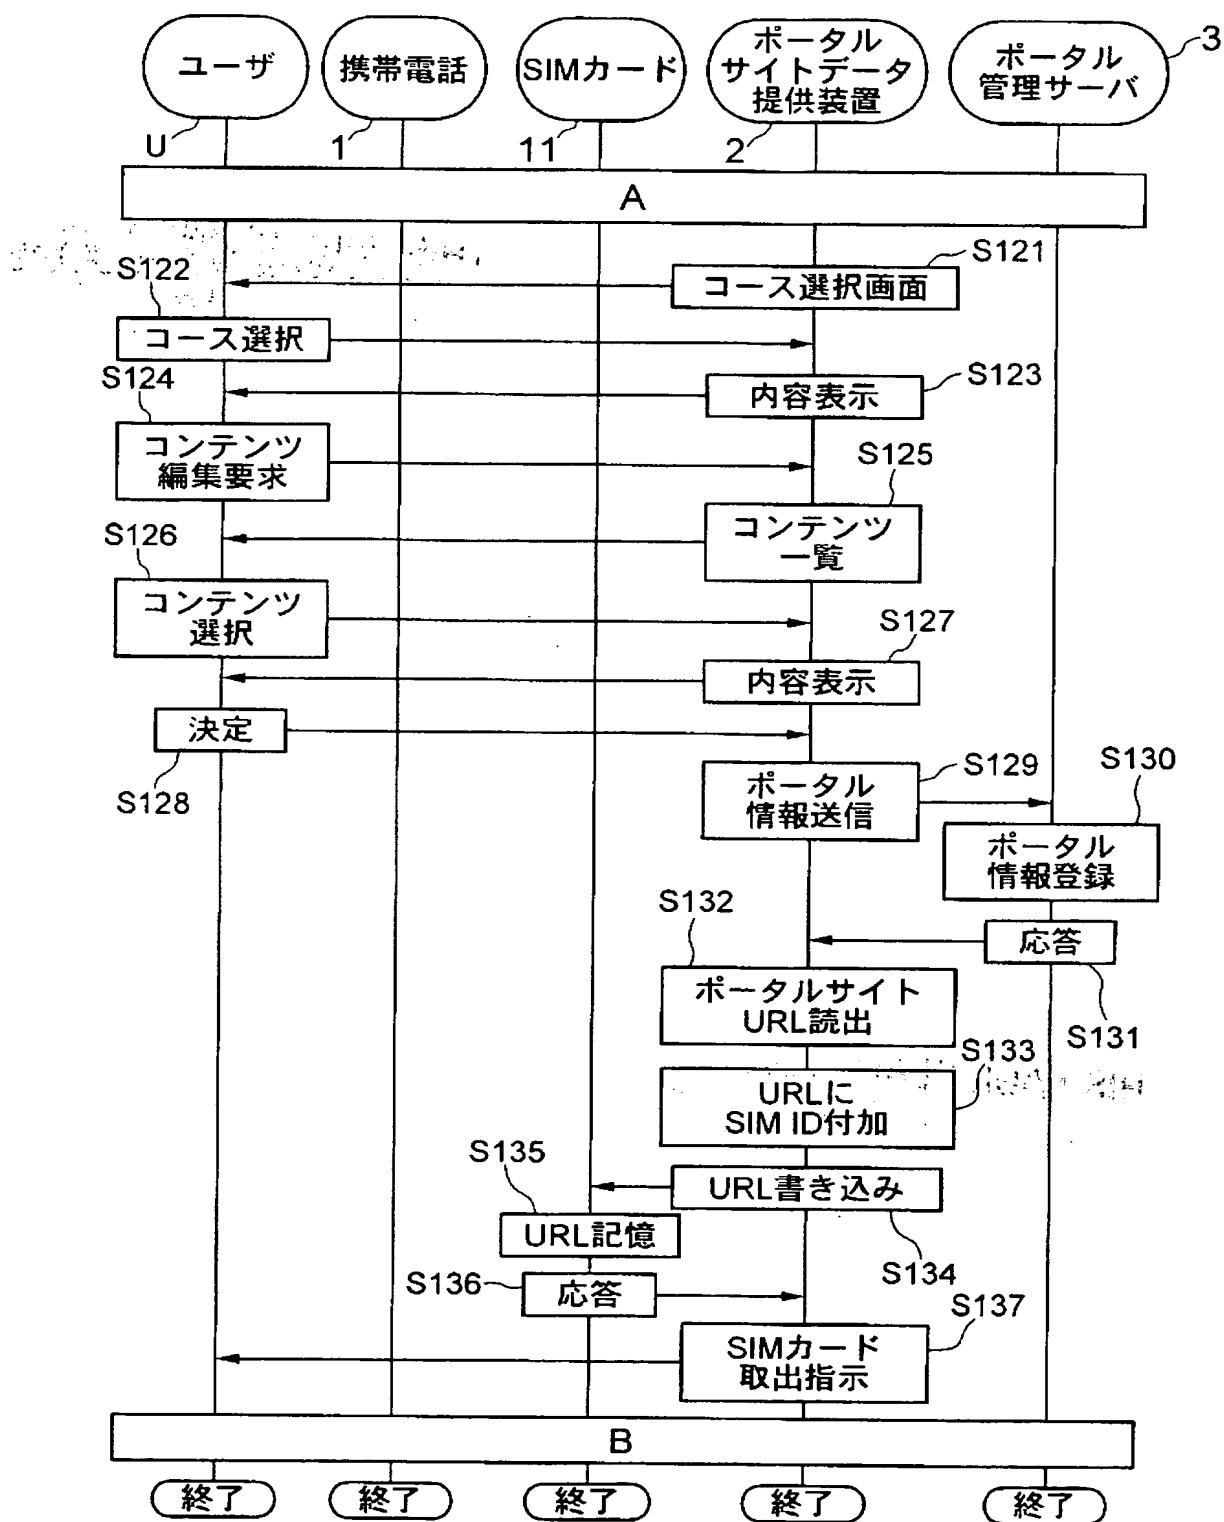 ユーザ
携帯電話
SIMカード
ポータル
サイトデータ
提供装置
ポータル
管理サーバ
3
U
1
11
2
A
S121
コース選択画面
S122
コース選択
S123
内容表示
S124
コンテンツ
編集要求
S125
コンテンツ
一覧
S126
コンテンツ
選択
S127
内容表示
決定
S128
S129
ポータル
情報送信
S130
ポータル
情報登録
応答
S131
S132
ポータルサイト
URL読出
S133
URLに
SIM ID付加
URL書き込み
S134
S135
URL記憶
S136
応答
S137
SIMカード
取出指示
B
終了
終了
終了
終了
終了